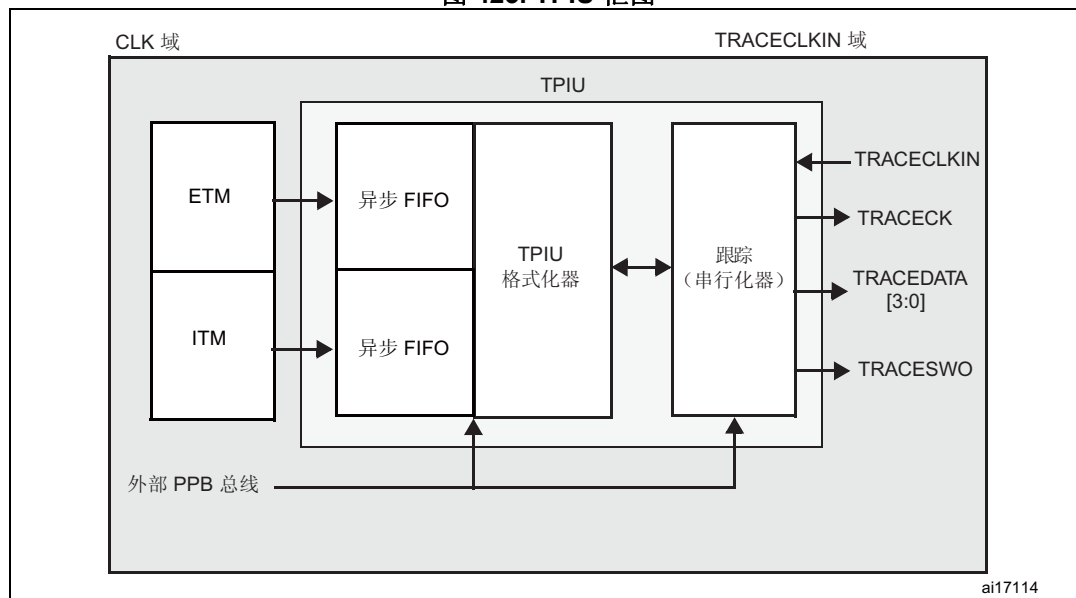 CLK 域
TRACECLKIN 域
TPIU
ETM
异步 FIFO
TPIU
格式化器
跟踪
（串行化器）
TRACECLKIN
TRACECK
TRACEDATA
[3:0]
ITM
异步 FIFO
TRACESWO
外部 PPB 总线
ai17114